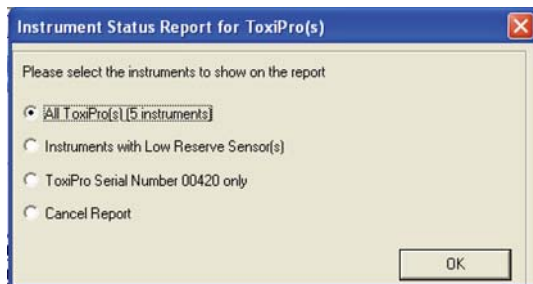 Instrument Status Report for ToxiPro(s)
Please select the instruments to show on the report
All ToxiPro(s) (5 instruments)
Instruments with Low Reserve Sensor(s)
ToxiPro Serial Number 00420 only
Cancel Report
OK